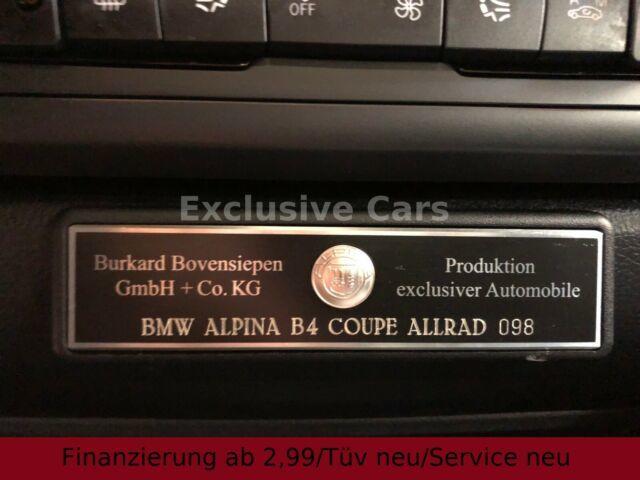 OFF
Exclusive Cars
Burkard Bovensiepen
GmbH + Co. KG
ALPINA
Produktion
exclusiver Automobile
BMW ALPINA B4 COUPE ALLRAD 098
Finanzierung ab 2,99/Tüv neu/Service neu